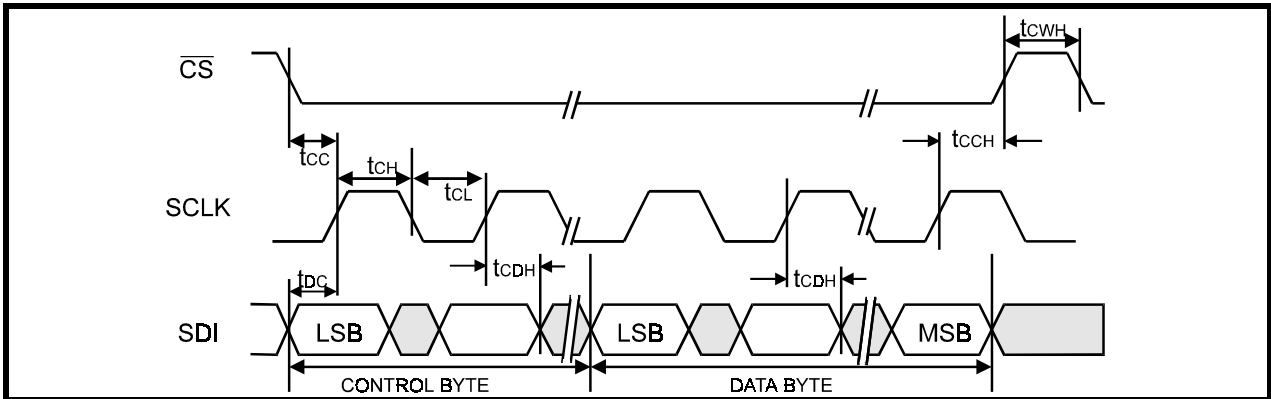 tCWH
CS
tCC
tCCH
tCH
tCL
SCLK
tCDH
tCDH
tDC
SDI
LSB
LSB
MSB
CONTROL BYTE
DATA BYTE